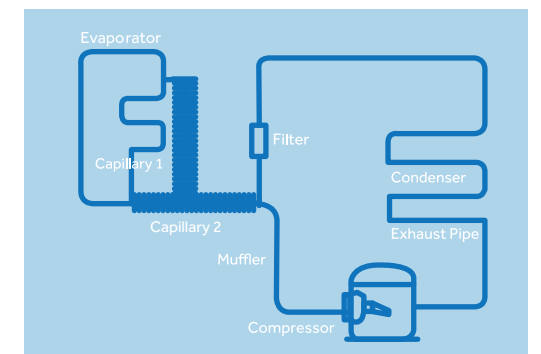 Evaporator
Filter
Capillary 1
Condenser
Capillary 2
Exhaust Pipe
Muffler
Compressor